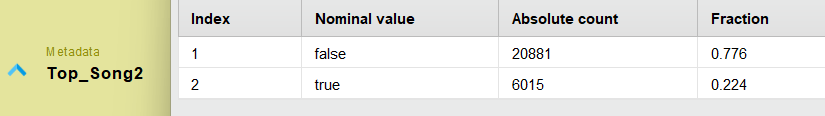 Metadata
Top_Song2
Index Nominal value Absolute count Fraction
1 false 20881 0.776
2 true 6015 0.224